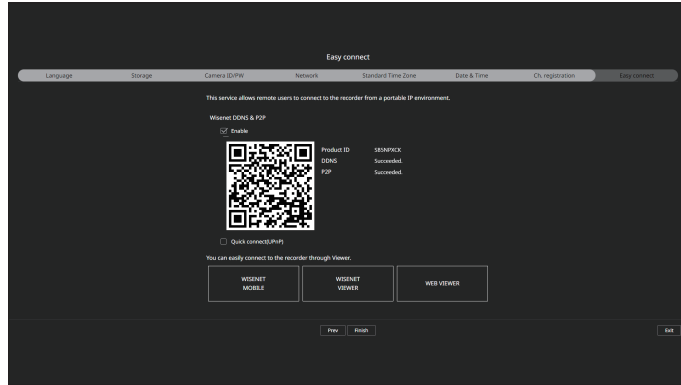 Easy connect
Language Storage Camera ID/PW Network Standard Time Zone Date & Time Ch. registration Easy connect
This service allows remote users to connect to the recorder from a portable IP environment.
Wisenet DDNS & P2P
Enable
Product ID SBSNPXCK
DDNS Succeeded.
P2P Succeeded.
Quick connect(UPnP)
You can easily connect to the recorder through Viewer.
WISENET
MOBILE
WISENET
VIEWER
WEB VIEWER
Prev Finish Exit